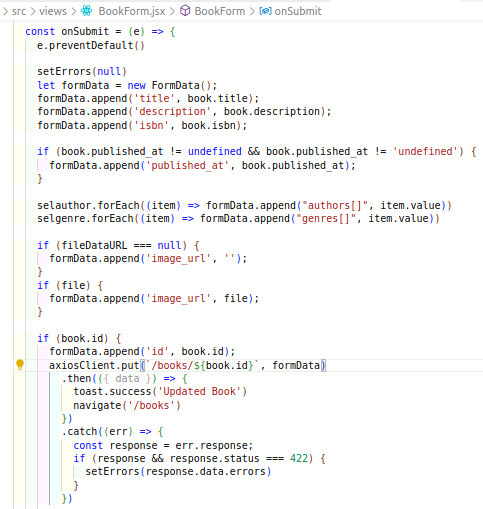 > src > views > BookForm.jsx > BookForm > onSubmit
const onSubmit = (e) => {
e.preventDefault()
setErrors(null)
let formData = new FormData();
formData.append('title', book.title);
formData.append('description', book.description);
formData.append('isbn', book.isbn);
if (book.published_at != undefined && book.published_at != 'undefined') {
formData.append('published_at', book.published_at);
}
selauthor.forEach((item) => formData.append("authors[]", item.value))
selgenre.forEach((item) => formData.append("genres[]", item.value))
if (fileDataURL === null) {
formData.append('image_url', '');
}
if (file) {
formData.append('image_url', file);
}
if (book.id) {
formData.append('id', book.id);
axiosClient.put(`/books/${book.id}`, formData)
.then(({ data }) => {
toast.success('Updated Book')
navigate('/books')
})
.catch((err) => {
const response = err.response;
if (response && response.status === 422) {
setErrors(response.data.errors)
}
})